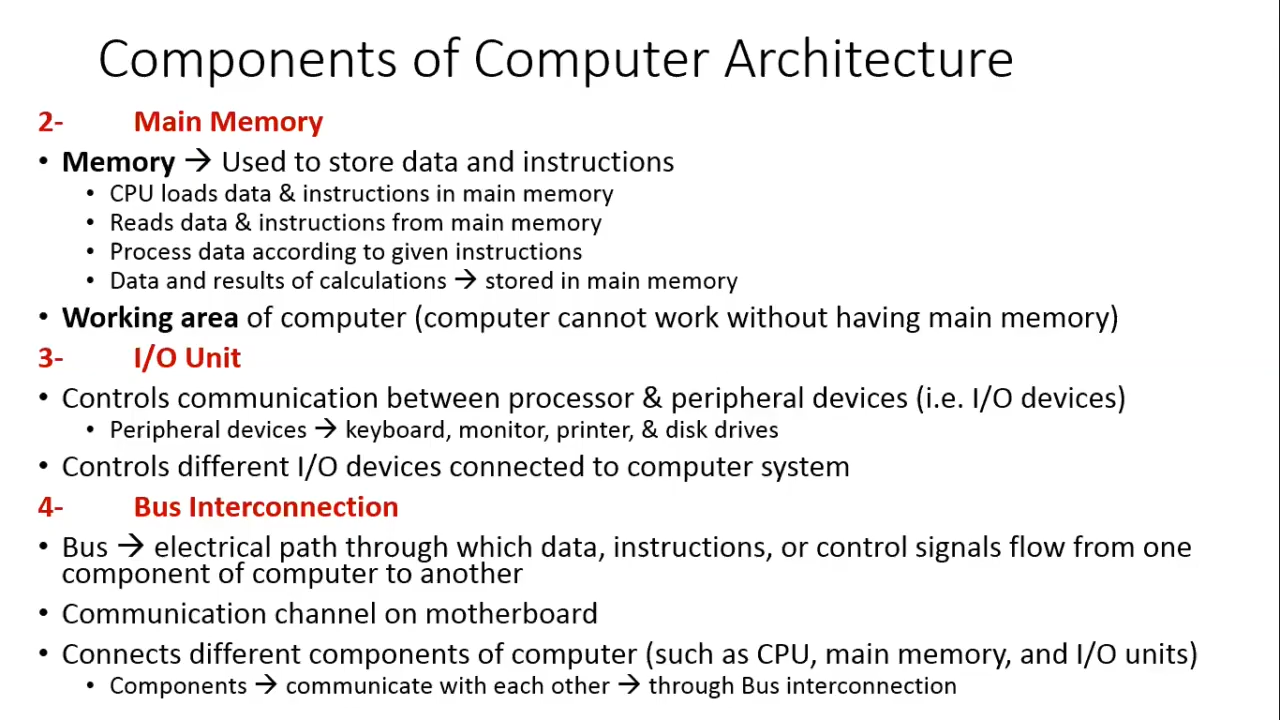 Components of Computer Architecture
2- Main Memory
• Memory → Used to store data and instructions
• CPU loads data & instructions in main memory
• Reads data & instructions from main memory
• Process data according to given instructions
• Data and results of calculations → stored in main memory
• Working area of computer (computer cannot work without having main memory)
3- I/O Unit
• Controls communication between processor & peripheral devices (i.e. I/O devices)
• Peripheral devices → keyboard, monitor, printer, & disk drives
• Controls different I/O devices connected to computer system
4- Bus Interconnection
• Bus → electrical path through which data, instructions, or control signals flow from one
component of computer to another
• Communication channel on motherboard
• Connects different components of computer (such as CPU, main memory, and I/O units)
• Components → communicate with each other → through Bus interconnection